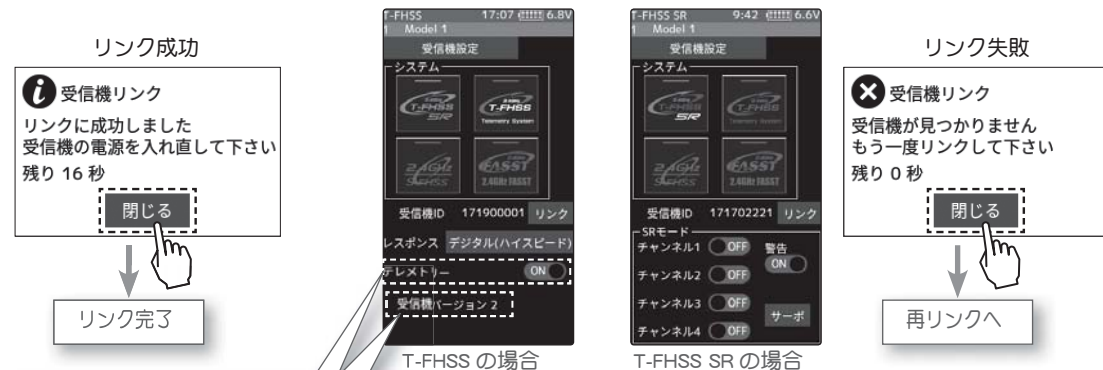 リンク成功
受信機リンク
リンクに成功しました
受信機の電源を入れ直して下さい
残り 16 秒
閉じる
リンク完了
T-FHSS 17:07 6.8V
1 Model 1
受信機設定
システム
T-FHSS SR
T-FHSS Telemetry System
2.4GHz S-FHSS
FASST 2.4GHz FASST
受信機ID 171900001 リンク
レスポンス デジタル(ハイスピード)
テレメトリー ON
受信機バージョン 2
T-FHSS の場合
T-FHSS SR 9:42 6.6V
1 Model 1
受信機設定
システム
T-FHSS SR
T-FHSS Telemetry System
2.4GHz S-FHSS
FASST 2.4GHz FASST
受信機ID 171702221 リンク
SRモード
チャンネル1 OFF 警告
ON
チャンネル2 OFF
チャンネル3 OFF
サーボ
チャンネル4 OFF
T-FHSS SR の場合
リンク失敗
受信機リンク
受信機が見つかりません
もう一度リンクして下さい
残り 0 秒
閉じる
再リンクへ